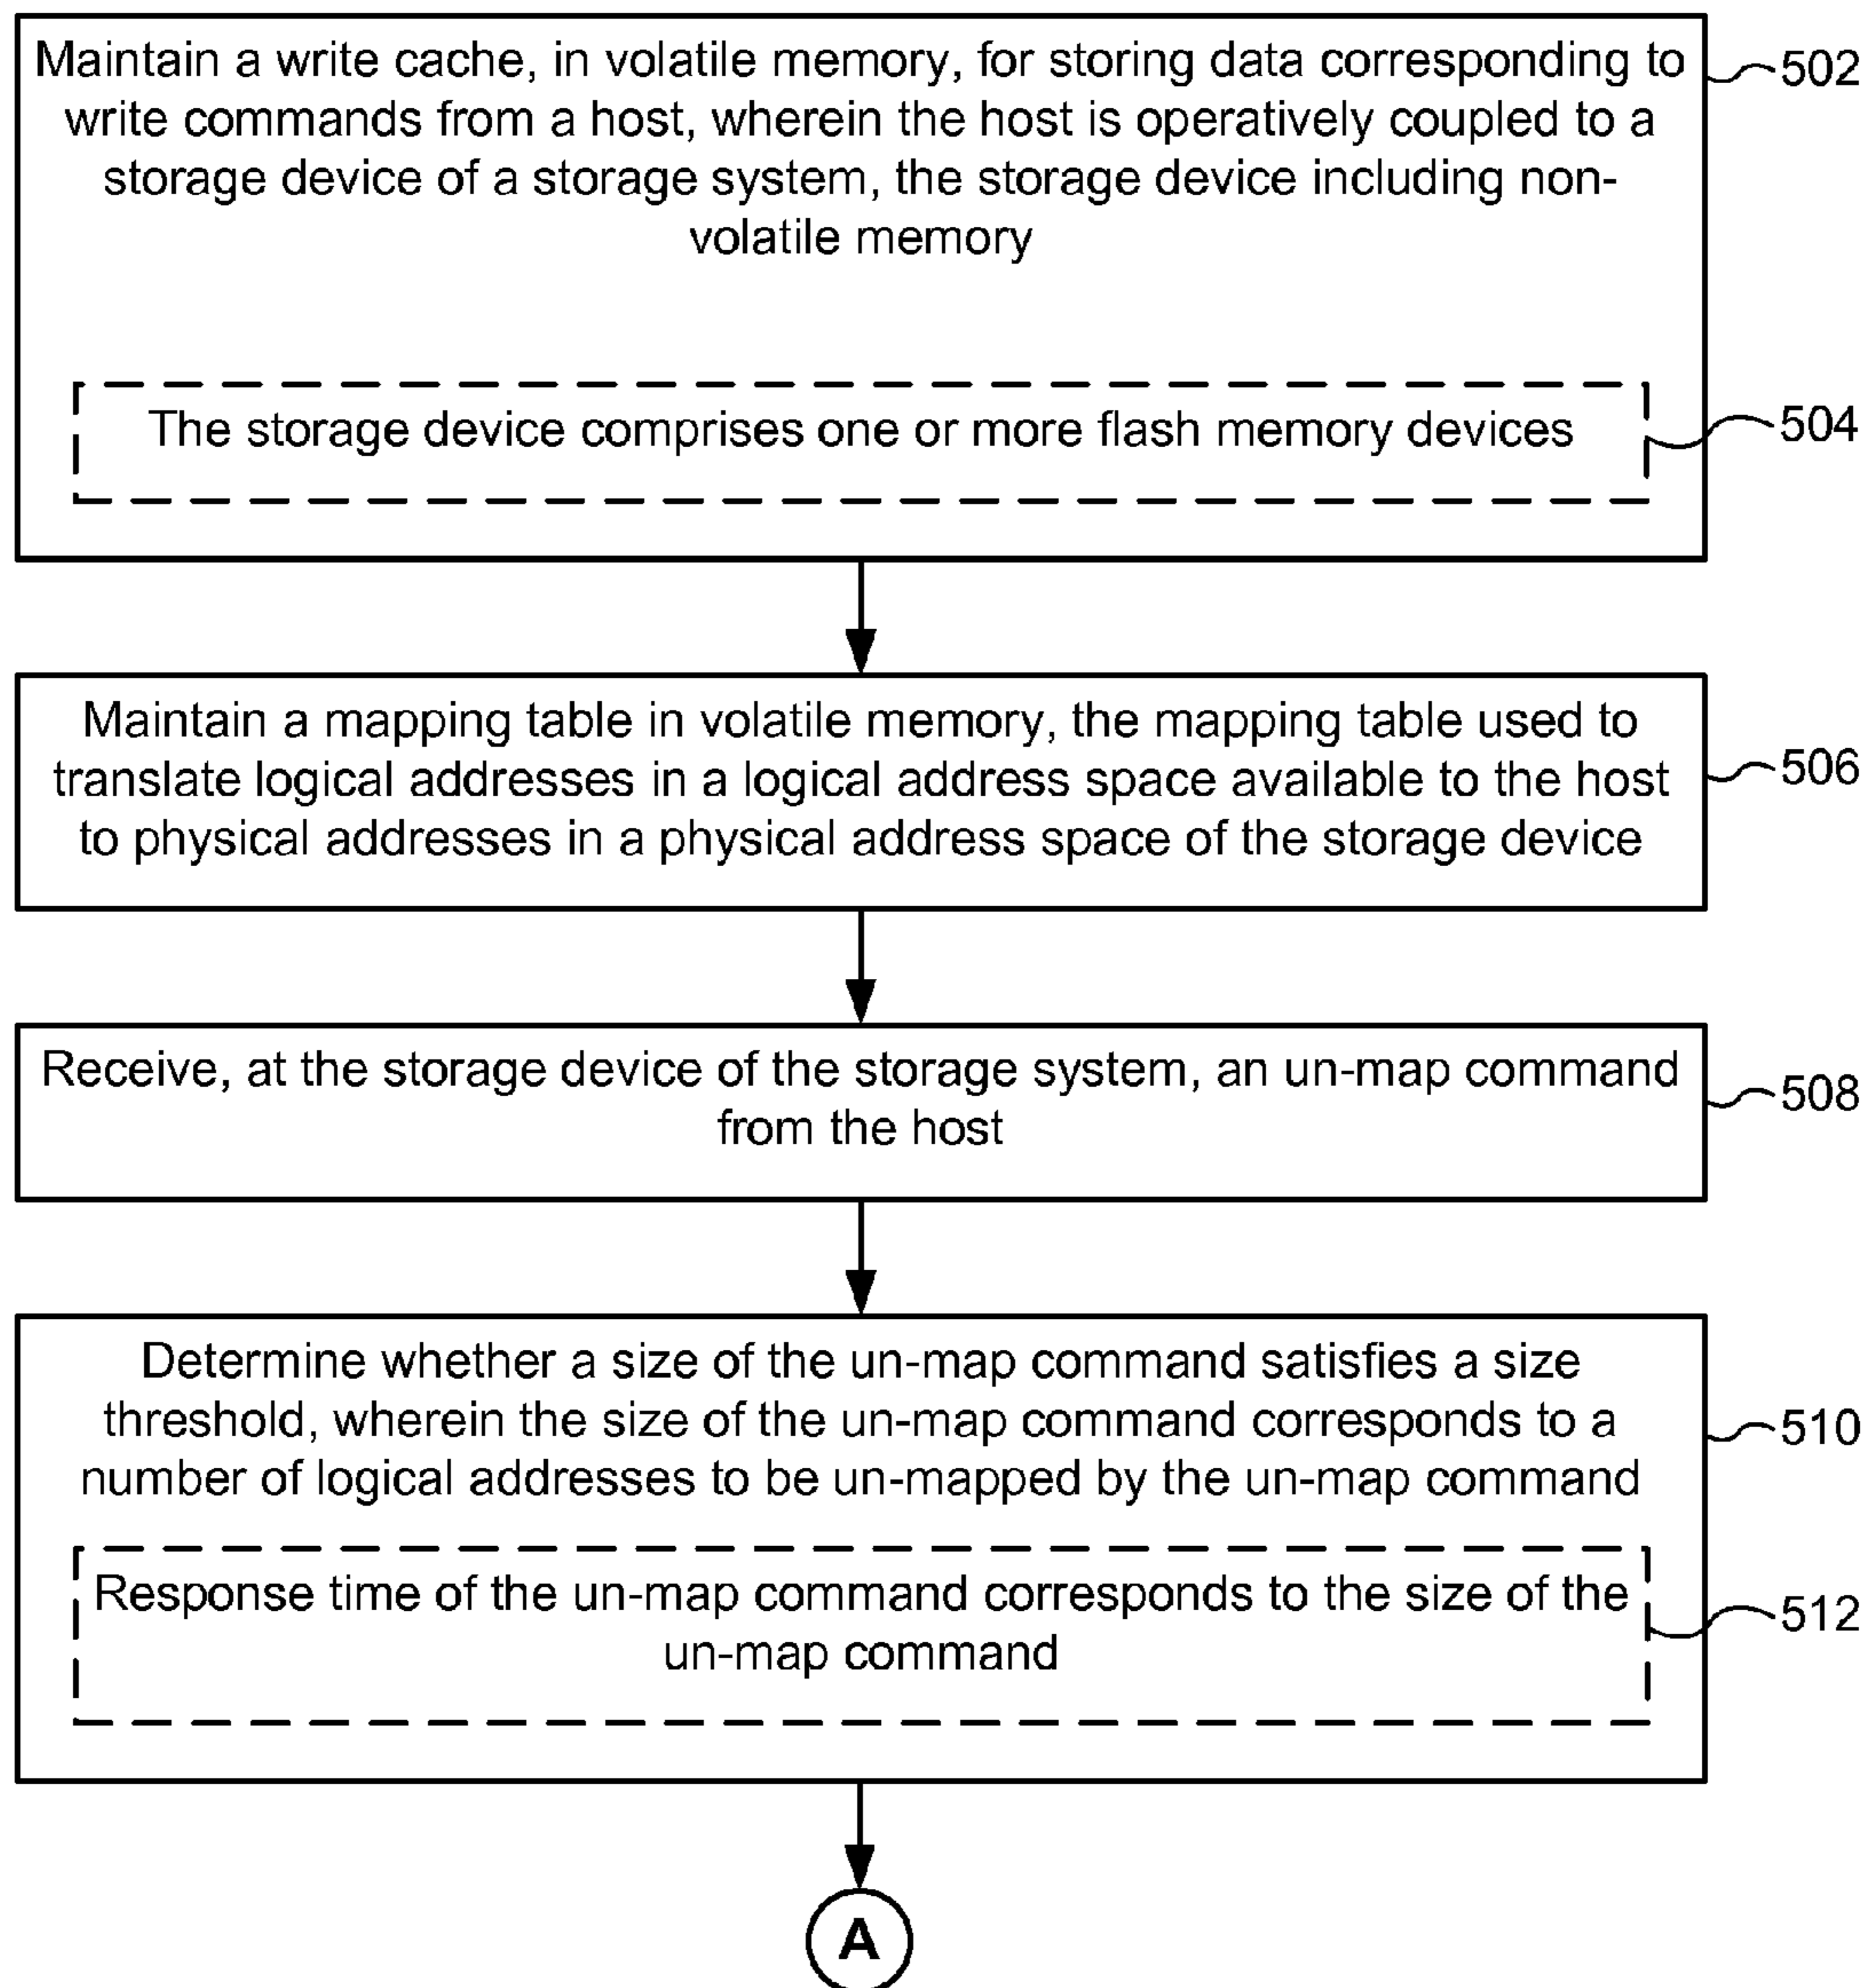 Maintain a write cache, in volatile memory, for storing data corresponding to
write commands from a host, wherein the host is operatively coupled to a
storage device of a storage system, the storage device including non-
volatile memory
502
The storage device comprises one or more flash memory devices
504
Maintain a mapping table in volatile memory, the mapping table used to
translate logical addresses in a logical address space available to the host
to physical addresses in a physical address space of the storage device
506
Receive, at the storage device of the storage system, an un-map command
from the host
508
Determine whether a size of the un-map command satisfies a size
threshold, wherein the size of the un-map command corresponds to a
number of logical addresses to be un-mapped by the un-map command
510
Response time of the un-map command corresponds to the size of the
un-map command
512
A